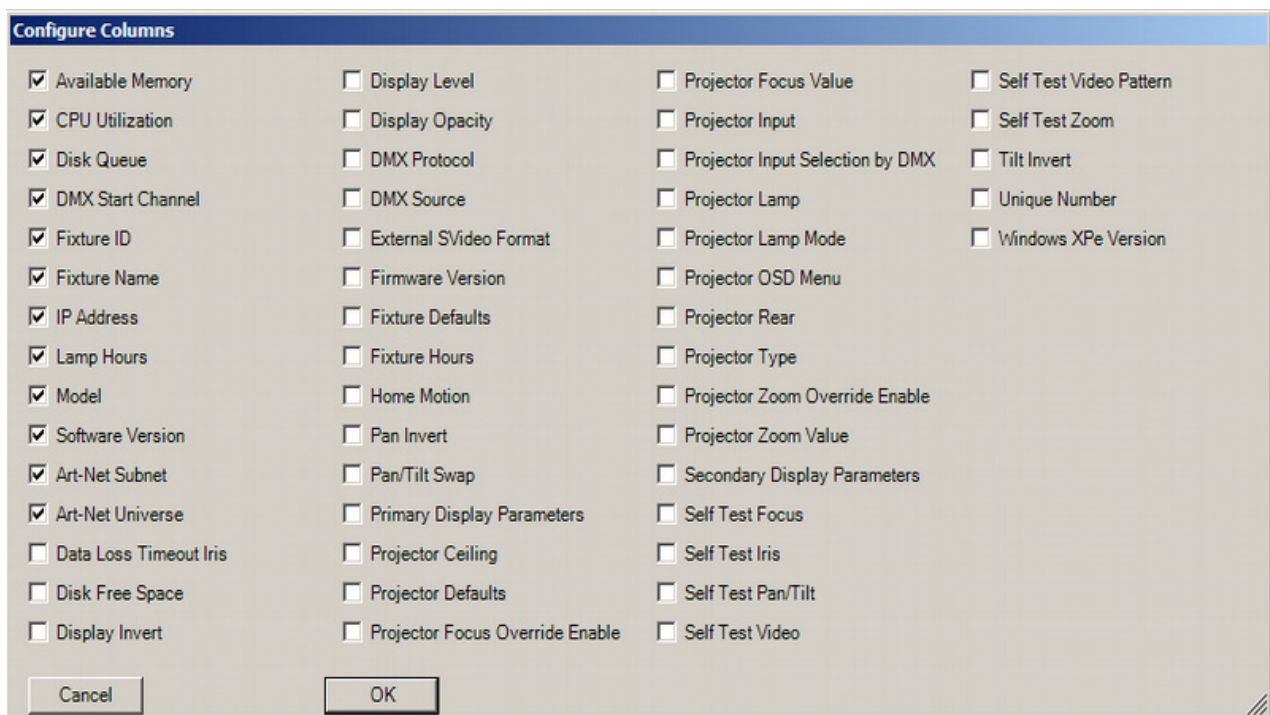 Configure Columns
Available Memory
CPU Utilization
Disk Queue
DMX Start Channel
Fixture ID
Fixture Name
IP Address
Lamp Hours
Model
Software Version
Art-Net Subnet
Art-Net Universe
Data Loss Timeout Iris
Disk Free Space
Display Invert
Display Level
Display Opacity
DMX Protocol
DMX Source
External SVideo Format
Firmware Version
Fixture Defaults
Fixture Hours
Home Motion
Pan Invert
Pan/Tilt Swap
Primary Display Parameters
Projector Ceiling
Projector Defaults
Projector Focus Override Enable
Projector Focus Value
Projector Input
Projector Input Selection by DMX
Projector Lamp
Projector Lamp Mode
Projector OSD Menu
Projector Rear
Projector Type
Projector Zoom Override Enable
Projector Zoom Value
Secondary Display Parameters
Self Test Focus
Self Test Iris
Self Test Pan/Tilt
Self Test Video
Self Test Video Pattern
Self Test Zoom
Tilt Invert
Unique Number
Windows XPe Version
Cancel
OK